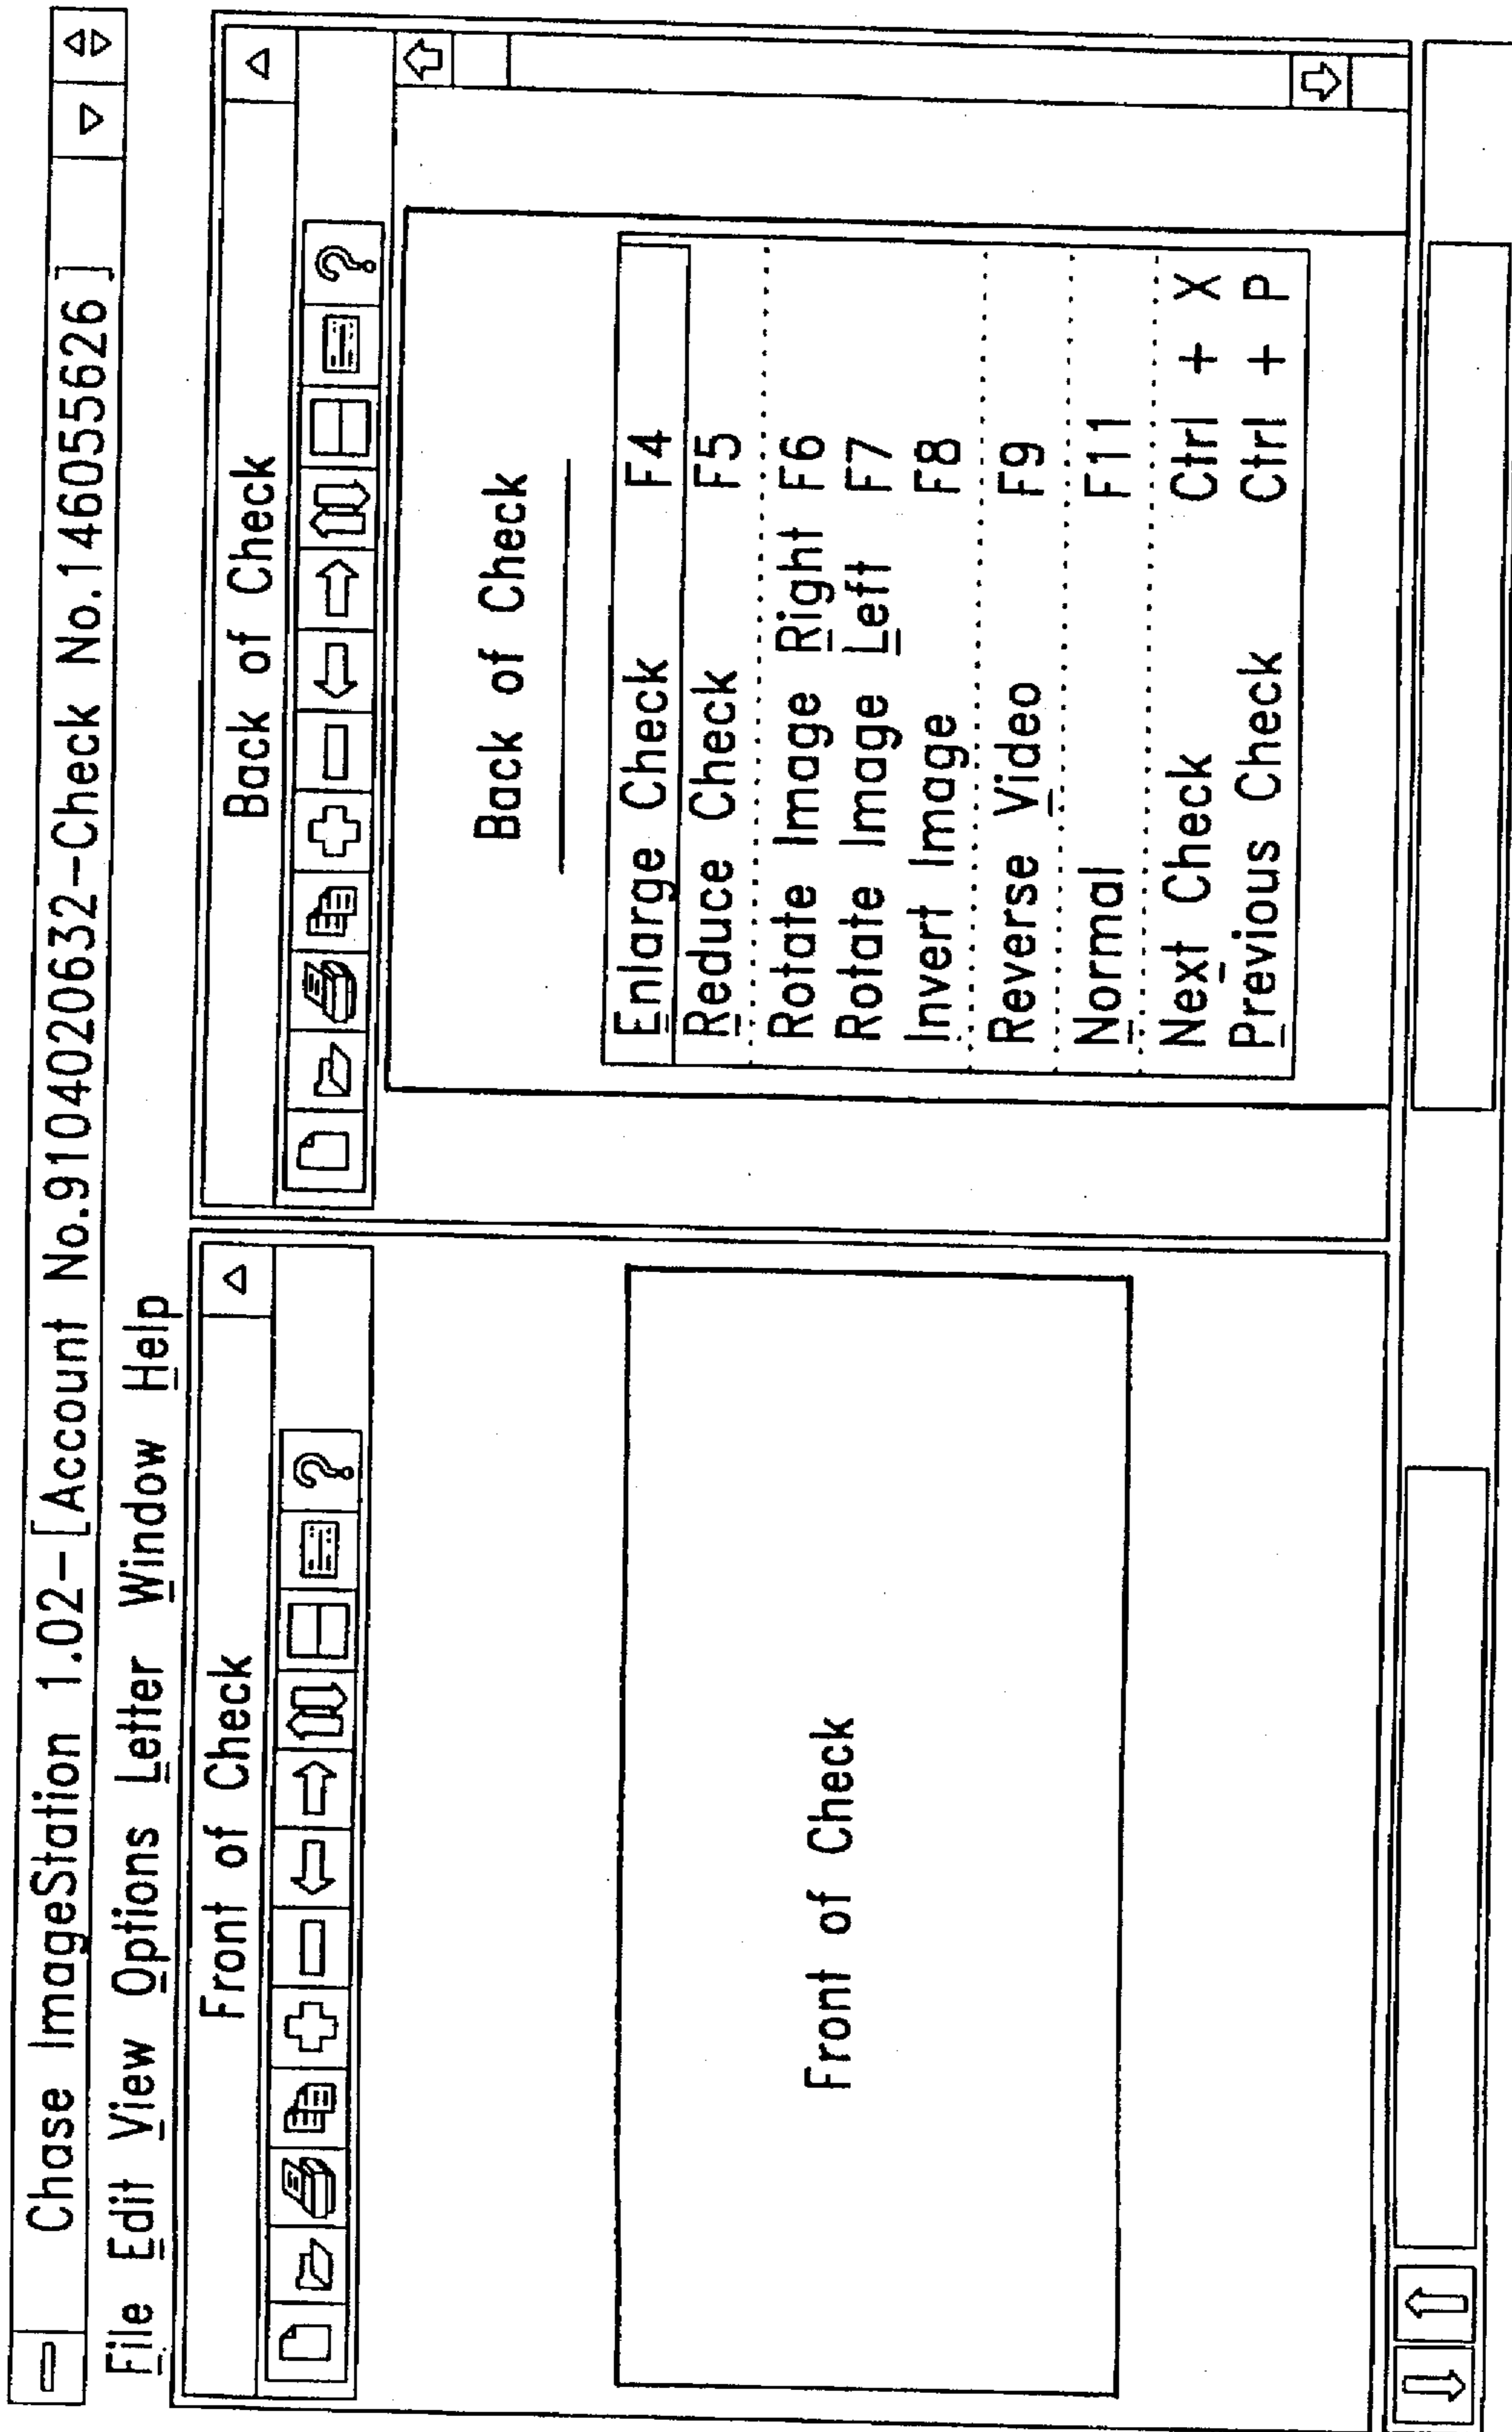 Chase ImageStation 1.02-[Account No.9104020632-Check No.146055626]
File Edit View Options Letter Window Help
Front of Check
?
Front of Check
Back of Check
?
Back of Check
Enlarge Check F4
Reduce Check F5
Rotate Image Right F6
Rotate Image Left F7
Invert Image F8
Reverse Video F9
Normal F11
Next Check Ctrl + X
Previous Check Ctrl + P